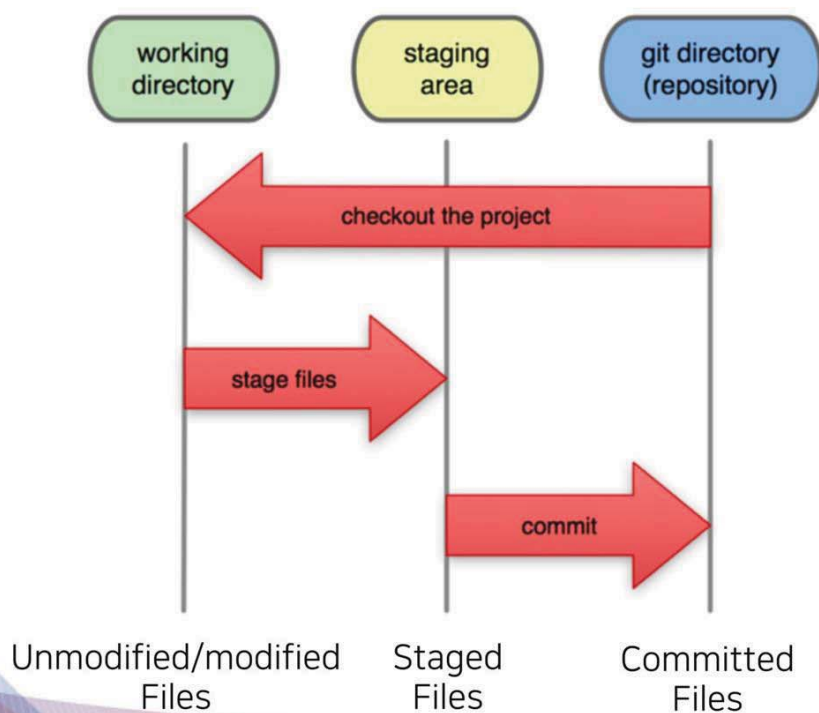 working
directory
staging
area
git directory
(repository)
checkout the project
stage files
commit
Unmodified/modified
Files
Staged
Files
Committed
Files